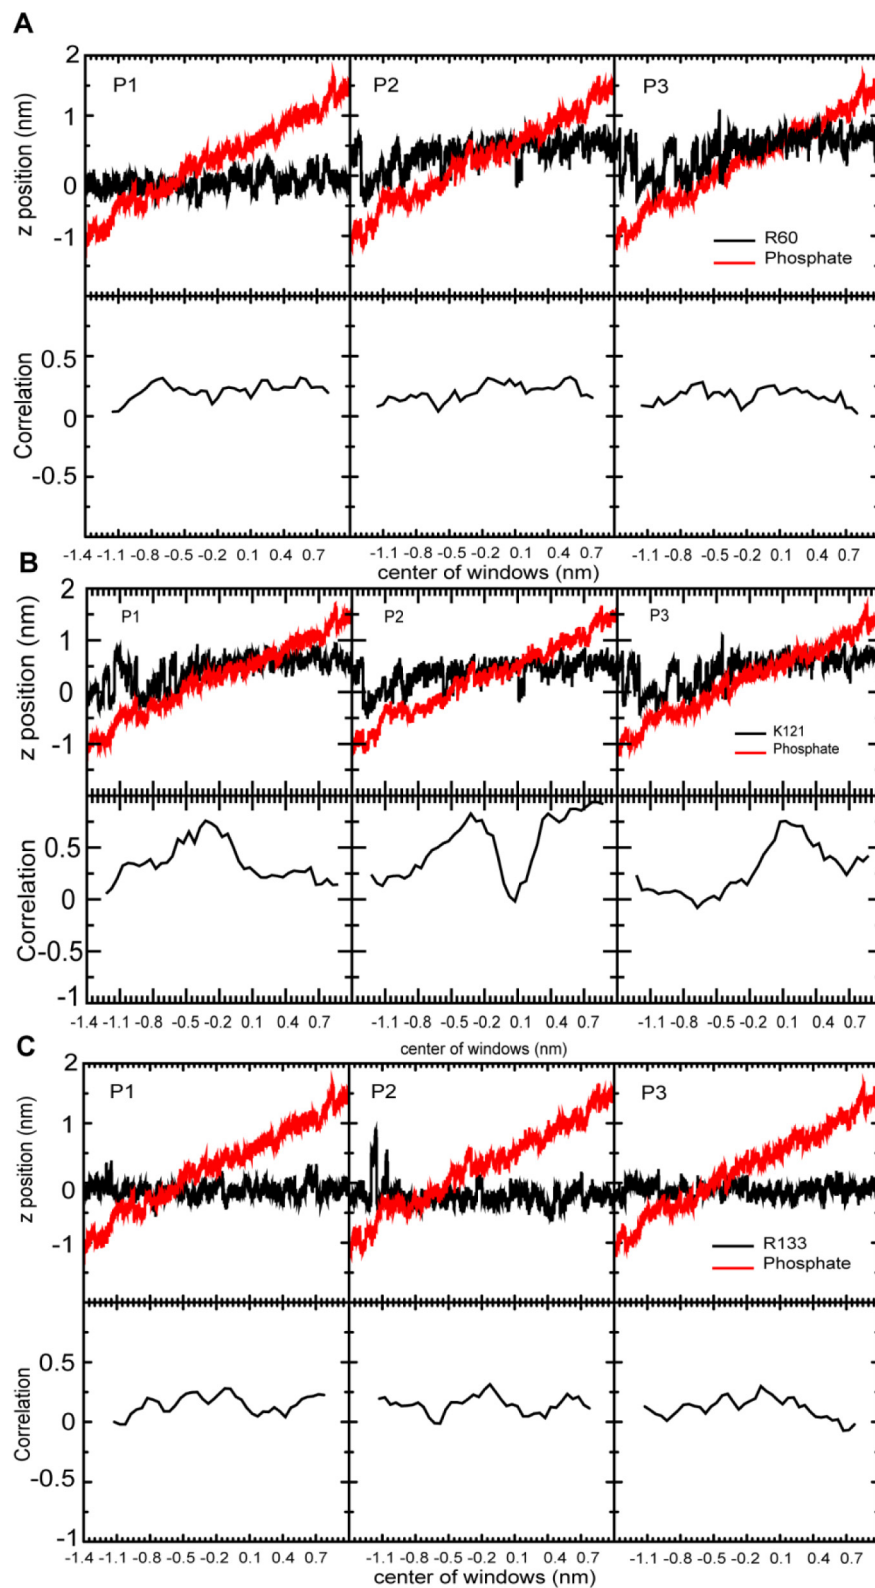 A
P1 P2 P3
2
1
0
-1
z position (nm)
R60
Phosphate
0.5
0
-0.5
Correlation
-1.4 -1.1 -0.8 -0.5 -0.2 0.1 0.4 0.7 -1.1 -0.8 -0.5 -0.2 0.1 0.4 0.7 -1.1 -0.8 -0.5 -0.2 0.1 0.4 0.7
center of windows (nm)
B
P1 P2 P3
2
1
0
-1
z position (nm)
K121
Phosphate
0.5
0
-0.5
-1
Correlation
-1.4 -1.1 -0.8 -0.5 -0.2 0.1 0.4 0.7 -1.1 -0.8 -0.5 -0.2 0.1 0.4 0.7 -1.1 -0.8 -0.5 -0.2 0.1 0.4 0.7
center of windows (nm)
C
P1 P2 P3
2
1
0
-1
z position (nm)
R133
Phosphate
0.5
0
-0.5
-1
Correlation
-1.4 -1.1 -0.8 -0.5 -0.2 0.1 0.4 0.7 -1.1 -0.8 -0.5 -0.2 0.1 0.4 0.7 -1.1 -0.8 -0.5 -0.2 0.1 0.4 0.7
center of windows (nm)